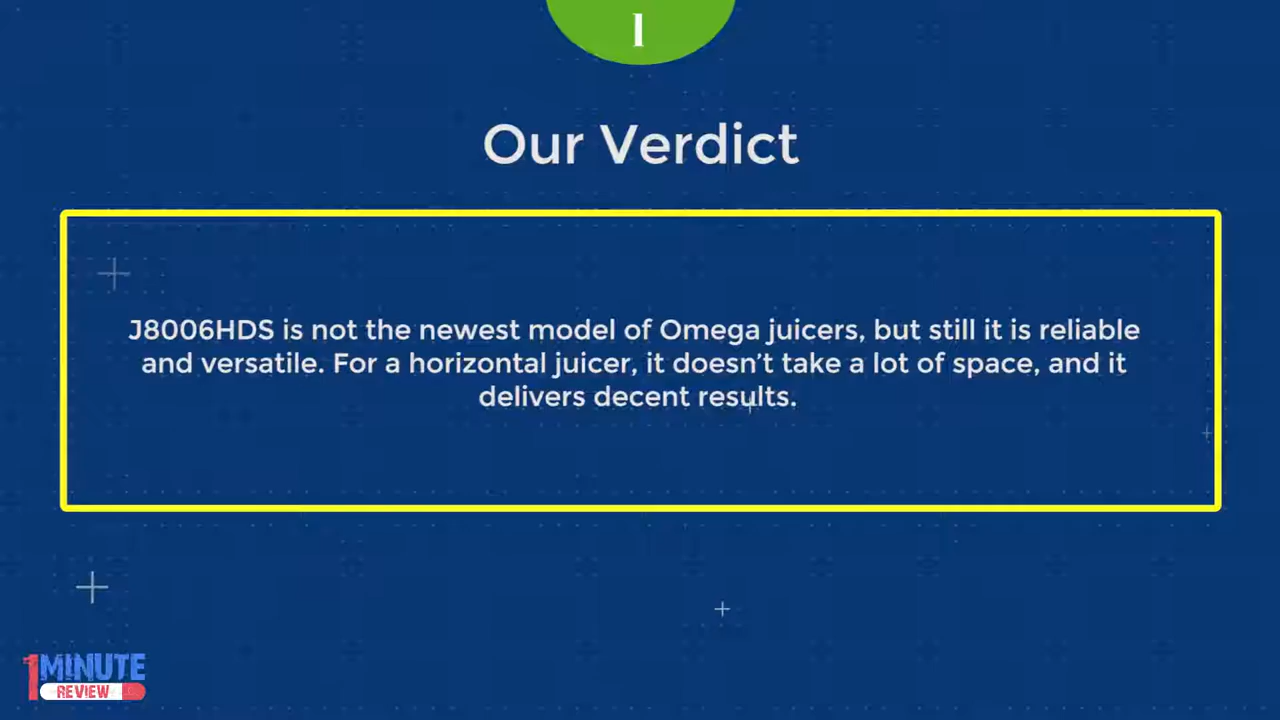 1
Our Verdict
J8006HDS is not the newest model of Omega juicers, but still it is reliable
and versatile. For a horizontal juicer, it doesn't take a lot of space, and it
delivers decent results.
1MINUTE
REVIEW